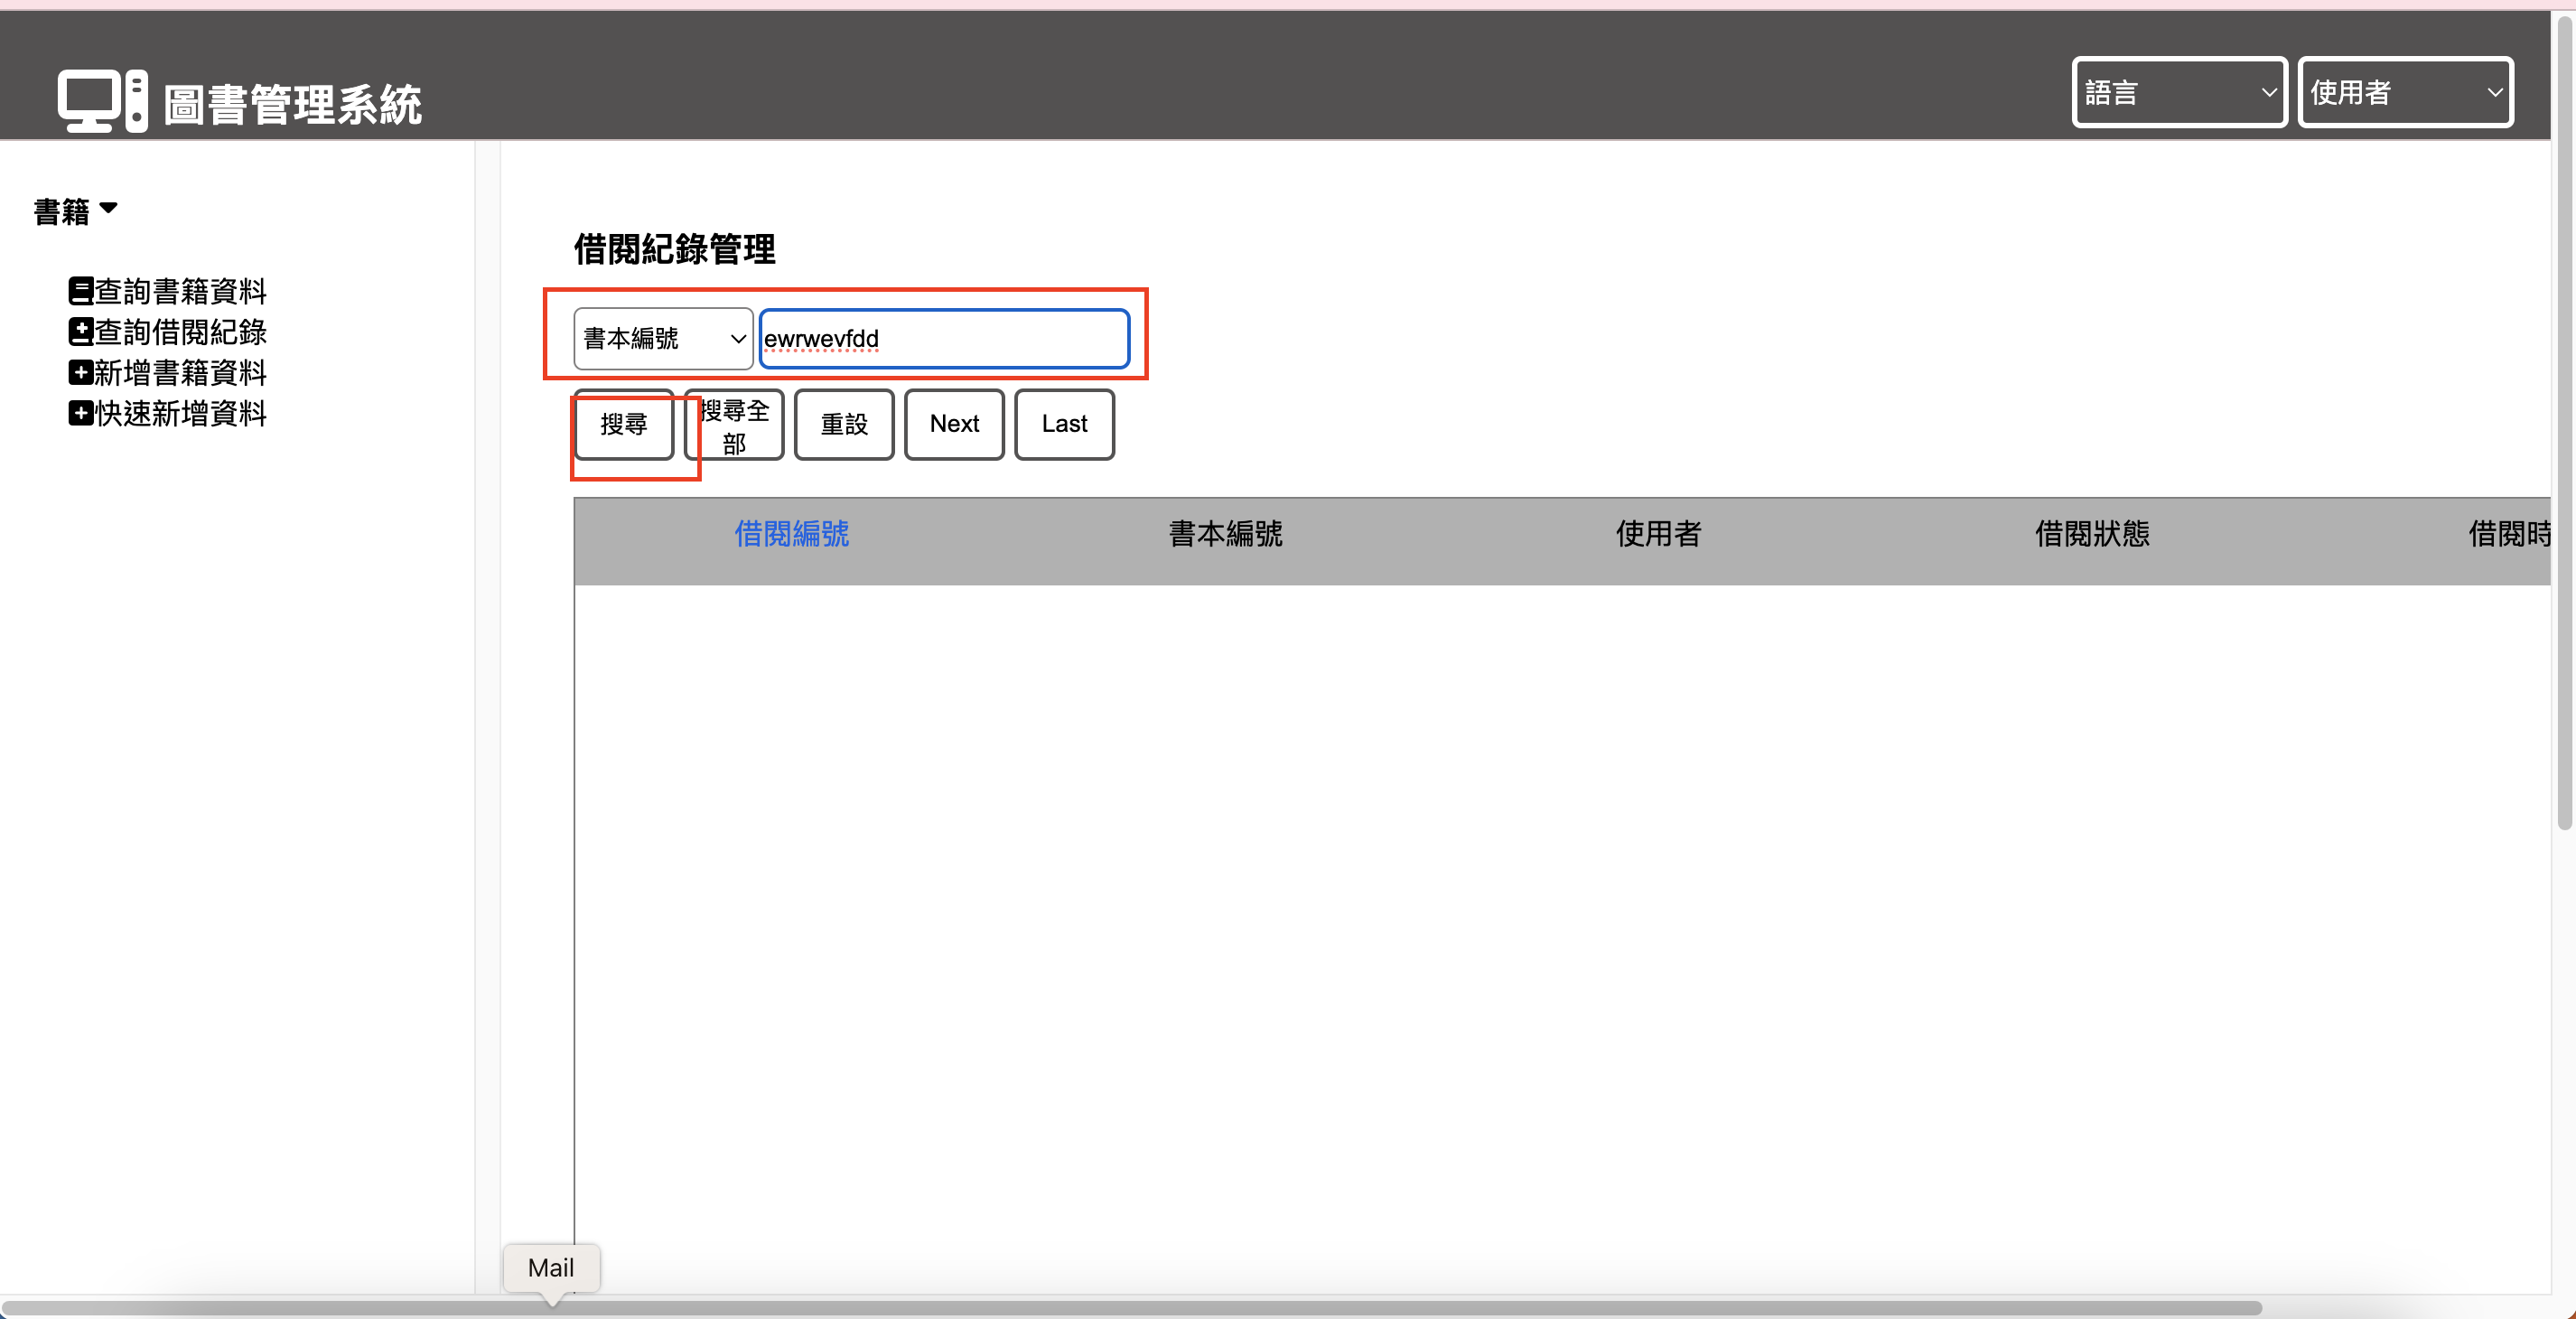 圖書管理系統
語言
使用者
書籍
查詢書籍資料
查詢借閱紀錄
新增書籍資料
快速新增資料
借閱紀錄管理
書本編號
ewrwevfdd
搜尋
搜尋全
部
重設
Next
Last
借閱編號
書本編號
使用者
借閱狀態
借閱時
Mail